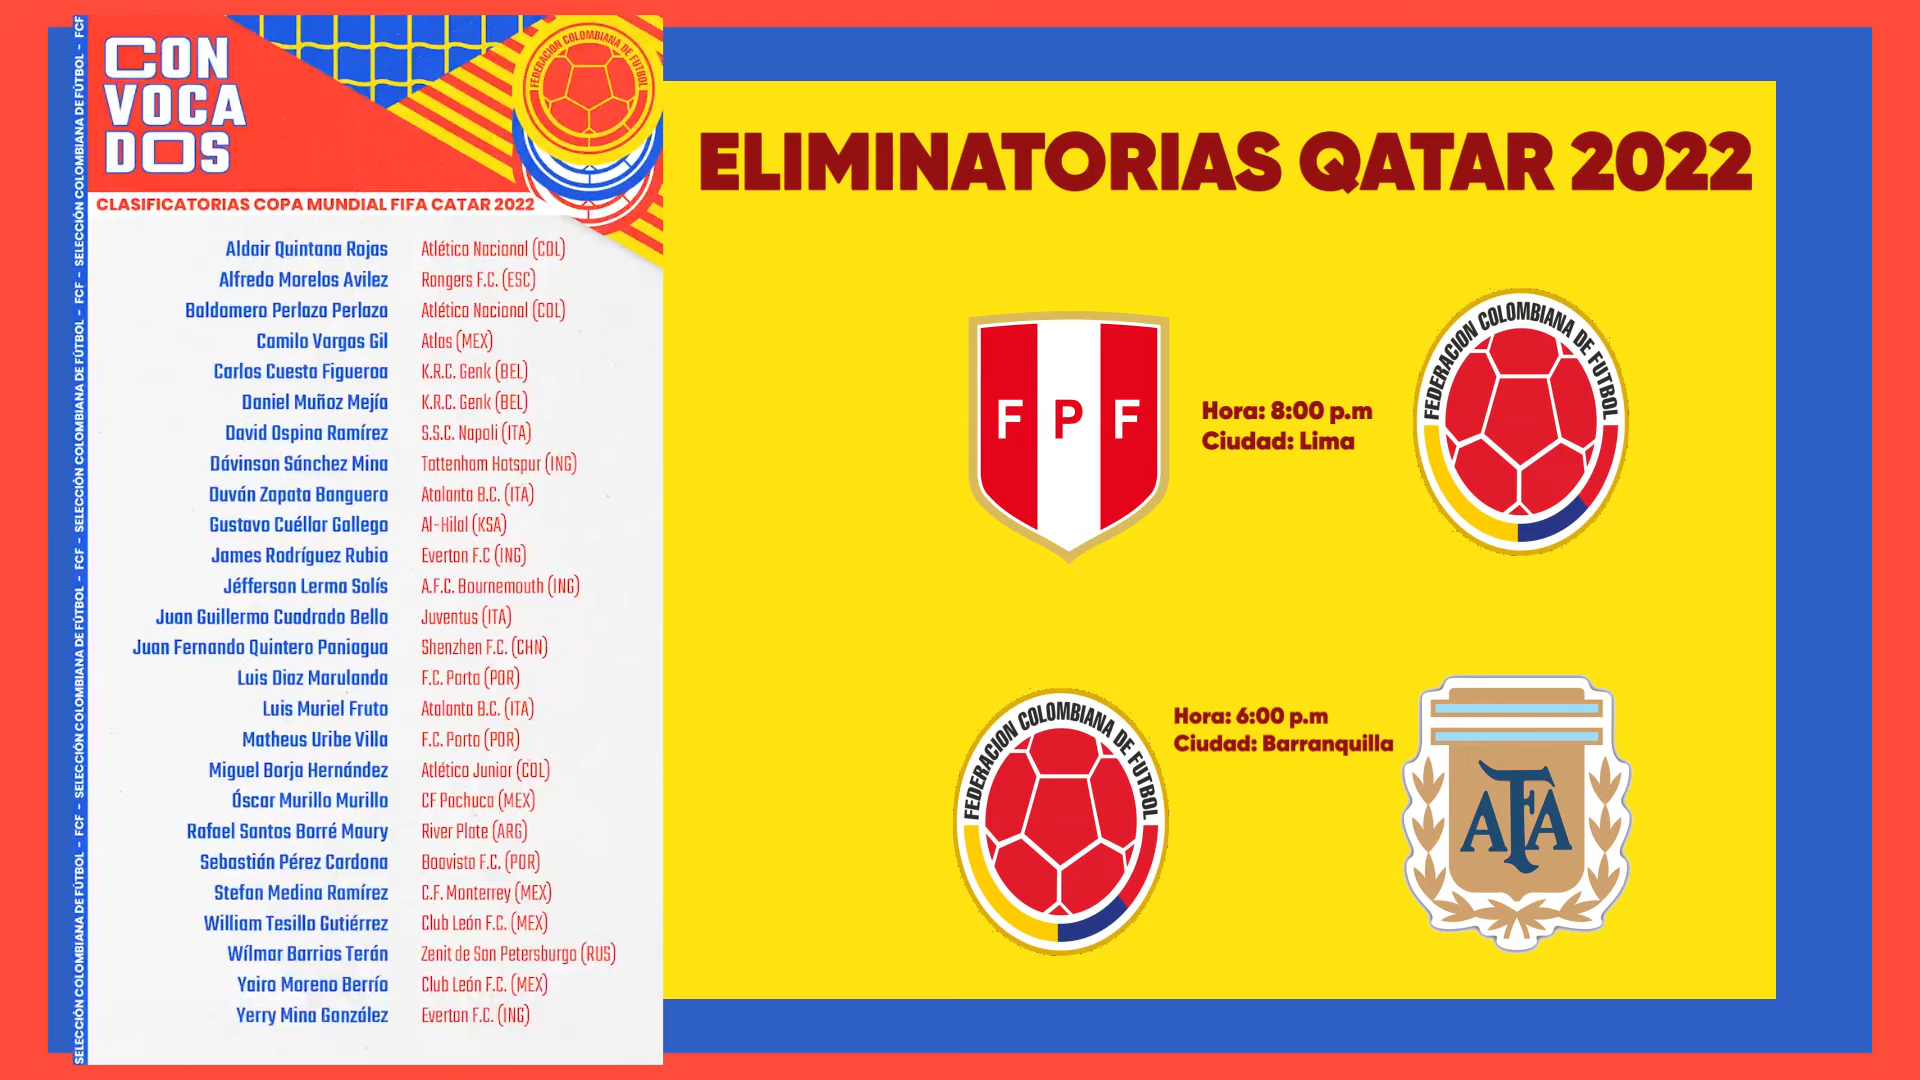 CON
VOCA
DOS
FEDERACION COLOMBIANA DE FUTBOL
CLASIFICATORIAS COPA MUNDIAL FIFA CATAR 2022
SELECCIÓN COLOMBIANA DE FÚTBOL - FCF - SELECCIÓN COLOMBIANA DE FÚTBOL - FCF - SELECCIÓN COLOMBIANA DE FÚTBOL - FCF - SELECCIÓN COLOMBIANA DE FÚTBOL - FCF
Aldair Quintana Rojas Atlético Nacional (COL)
Alfredo Morelos Avilez Rangers F.C. (ESC)
Baldomero Perlaza Perlaza Atlético Nacional (COL)
Camilo Vargas Gil Atlas (MEX)
Carlos Cuesta Figueroa K.R.C. Genk (BEL)
Daniel Muñoz Mejía K.R.C. Genk (BEL)
David Ospina Ramírez S.S.C. Napoli (ITA)
Dávinson Sánchez Mina Tottenham Hotspur (ING)
Duván Zapata Banguero Atalanta B.C. (ITA)
Gustavo Cuéllar Gallego Al-Hilal (KSA)
James Rodríguez Rubio Everton F.C (ING)
Jéfferson Lerma Solís A.F.C. Bournemouth (ING)
Juan Guillermo Cuadrado Bello Juventus (ITA)
Juan Fernando Quintero Paniagua Shenzhen F.C. (CHN)
Luis Diaz Marulanda F.C. Porto (POR)
Luis Muriel Fruto Atalanta B.C. (ITA)
Matheus Uribe Villa F.C. Porto (POR)
Miguel Borja Hernández Atlético Junior (COL)
Óscar Murillo Murillo CF Pachuca (MEX)
Rafael Santos Borré Maury River Plate (ARG)
Sebastián Pérez Cardona Boavista F.C. (POR)
Stefan Medina Ramírez C.F. Monterrey (MEX)
William Tesillo Gutiérrez Club León F.C. (MEX)
Wílmar Barrios Terán Zenit de San Petersburgo (RUS)
Yairo Moreno Berrío Club León F.C. (MEX)
Yerry Mina González Everton F.C. (ING)
ELIMINATORIAS QATAR 2022
FPF
Hora: 8:00 p.m
Ciudad: Lima
FEDERACION COLOMBIANA DE FUTBOL
FEDERACION COLOMBIANA DE FUTBOL
Hora: 6:00 p.m
Ciudad: Barranquilla
AFA